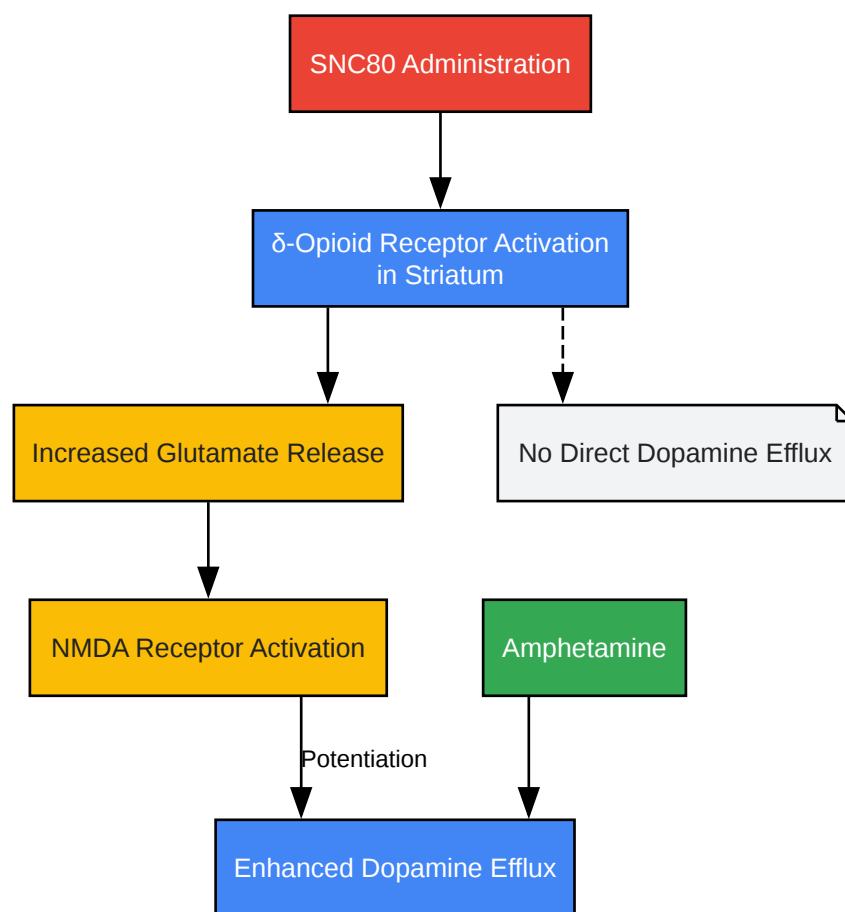 SNC80 Administration
δ-Opioid Receptor Activation
in Striatum
Increased Glutamate Release
No Direct Dopamine Efflux
NMDA Receptor Activation
Amphetamine
Potentiation
Enhanced Dopamine Efflux